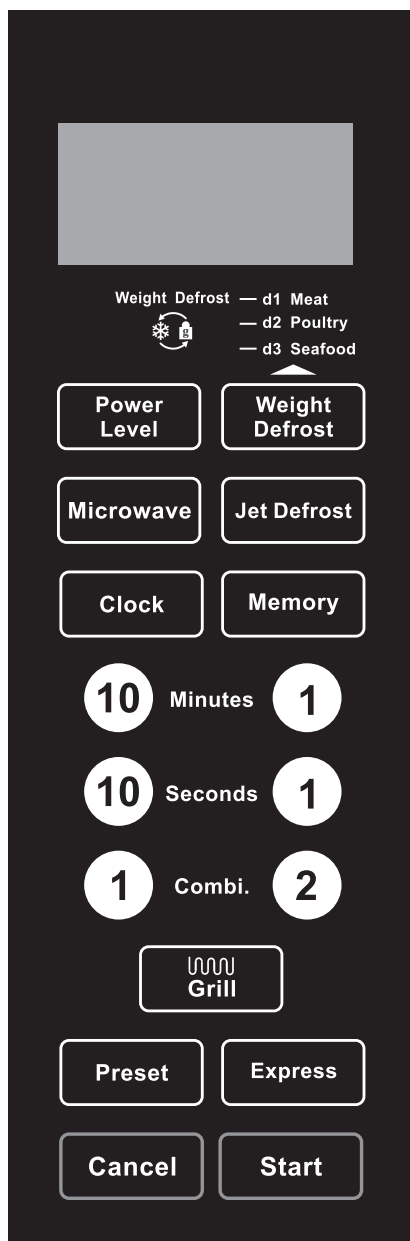 Weight Defrost — d1 Meat
— d2 Poultry
g
— d3 Seafood
Power
Level
Weight
Defrost
Microwave
Jet Defrost
Clock
Memory
10 Minutes 1
10 Seconds 1
1 Combi. 2
Grill
Preset
Express
Cancel
Start